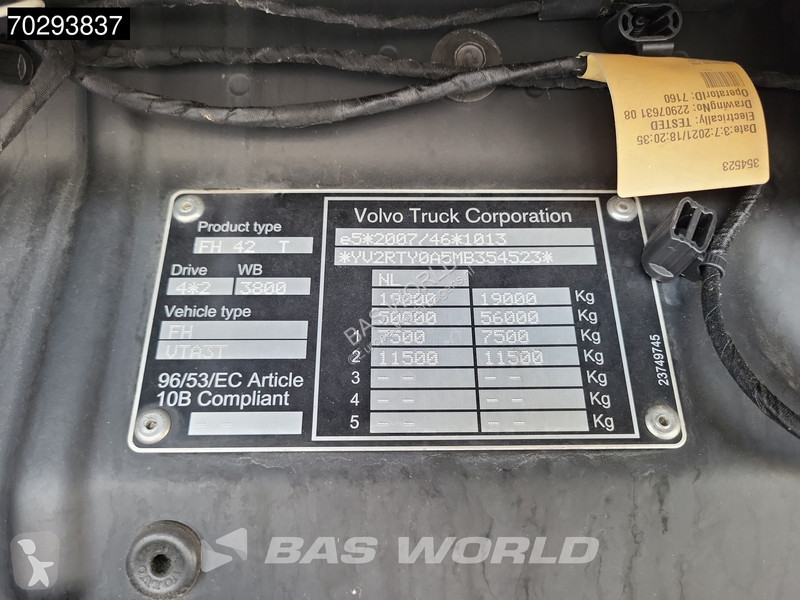 70293837
354523
Date:3:7:2021/18:20:35
Electrically: TESTED
DrawingNo: 22907631 08
OperatorID: 7160
Product type
FH 42 T
Drive WB
4*2 3800
Vehicle type
FH
VTA3T
96/53/EC Article
10B Compliant
-- --
Volvo Truck Corporation
e5*2007/46*1013
*YV2RTY0A5MB354523*
NL
19000 19000 Kg
50000 56000 Kg
1 7500 7500 Kg
2 11500 11500 Kg
3 -- -- -- -- Kg
4 -- -- -- -- Kg
5 -- -- -- -- Kg
23749745
BAS WORLD
BAS WORLD